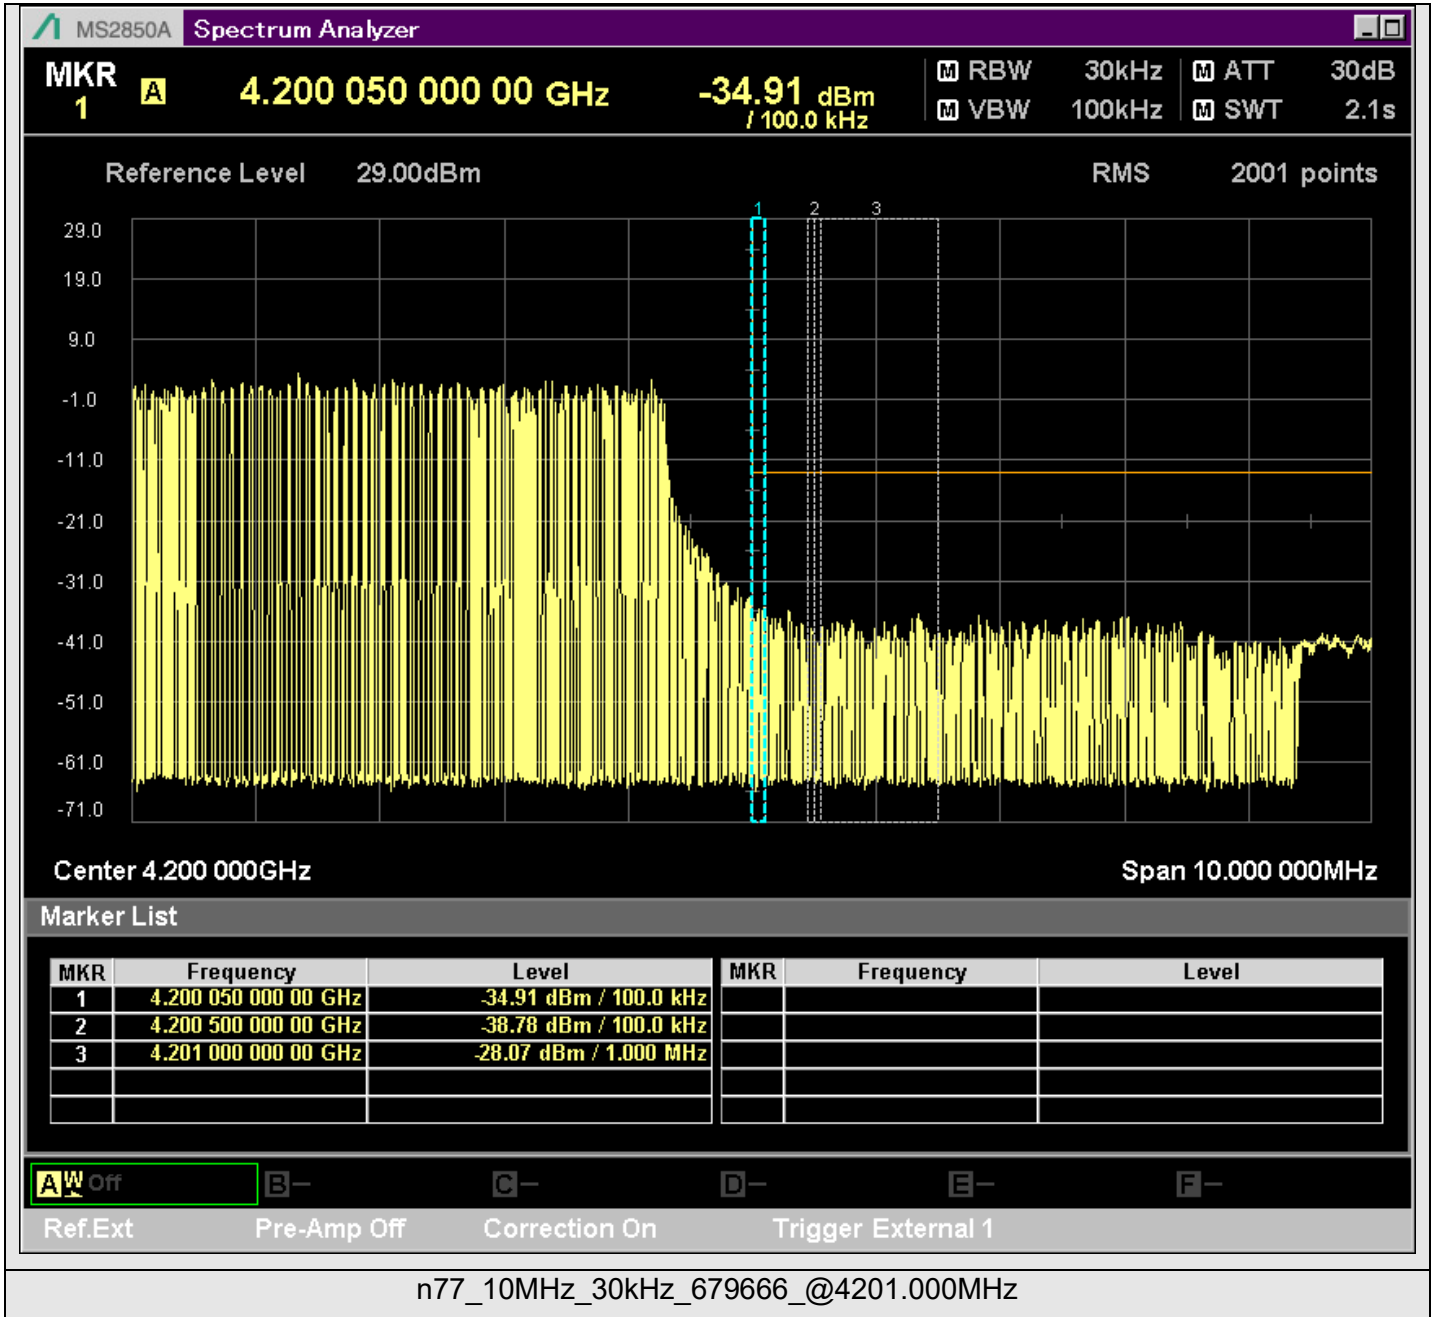 MS2850A Spectrum Analyzer
MKR 1 A 4.200 050 000 00 GHz -34.91 dBm / 100.0 kHz
M RBW 30kHz M ATT 30dB
M VBW 100kHz M SWT 2.1s
Reference Level 29.00dBm RMS 2001 points
1 2 3
29.0
19.0
9.0
-1.0
-11.0
-21.0
-31.0
-41.0
-51.0
-61.0
-71.0
Center 4.200 000GHz Span 10.000 000MHz
Marker List
MKR Frequency Level MKR Frequency Level
1 4.200 050 000 00 GHz -34.91 dBm / 100.0 kHz
2 4.200 500 000 00 GHz -38.78 dBm / 100.0 kHz
3 4.201 000 000 00 GHz -28.07 dBm / 1.000 MHz
A W Off B – C – D – E – F –
Ref.Ext Pre-Amp Off Correction On Trigger External 1
n77_10MHz_30kHz_679666_@4201.000MHz